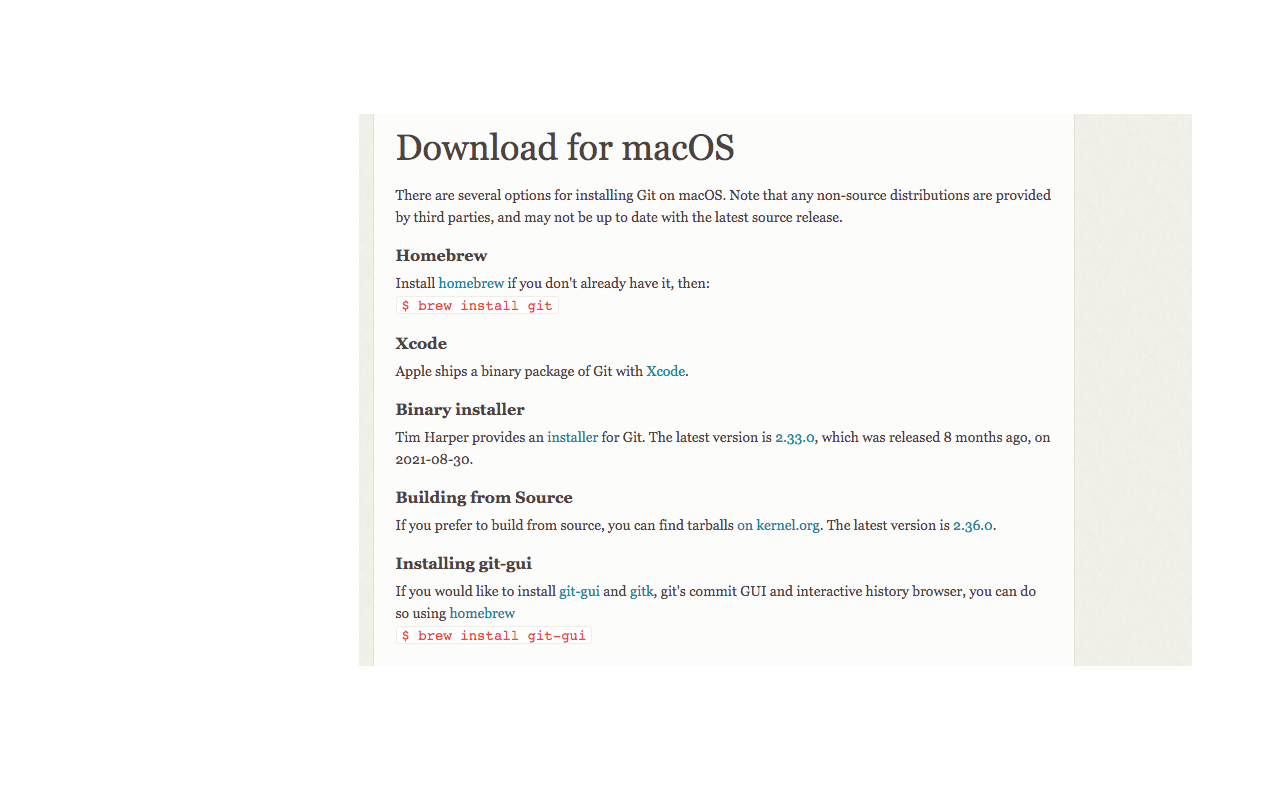 Download for macOS
There are several options for installing Git on macOS. Note that any non-source distributions are provided
by third parties, and may not be up to date with the latest source release.
Homebrew
Install homebrew if you don't already have it, then:
$ brew install git
Xcode
Apple ships a binary package of Git with Xcode.
Binary installer
Tim Harper provides an installer for Git. The latest version is 2.33.0, which was released 8 months ago, on
2021-08-30.
Building from Source
If you prefer to build from source, you can find tarballs on kernel.org. The latest version is 2.36.0.
Installing git-gui
If you would like to install git-gui and gitk, git's commit GUI and interactive history browser, you can do
so using homebrew
$ brew install git-gui